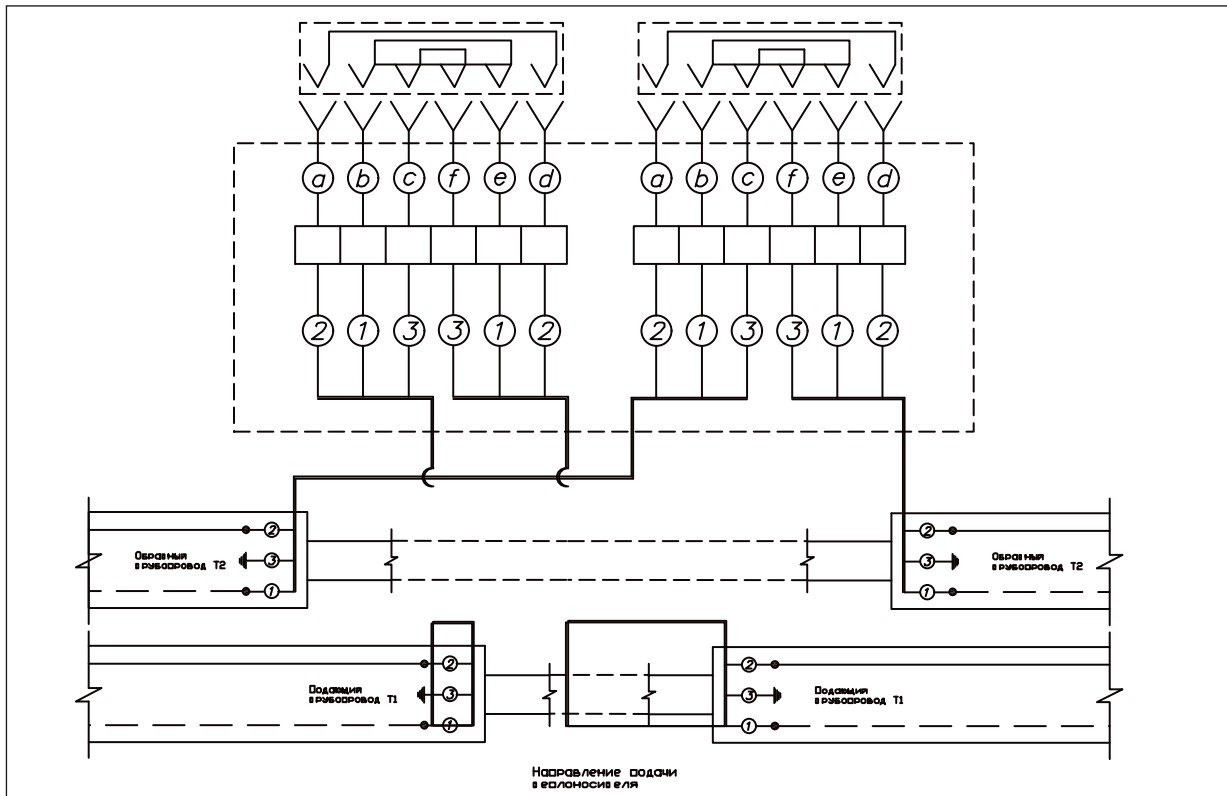 a b c f e d a b c f e d
2 1 3 3 1 2 2 1 3 3 1 2
2 2
Обратный Обратный
трубопровод Т2 3 3 трубопровод Т2
1 1
2 2
Подающий Подающий
трубопровод Т1 3 3 трубопровод Т1
1 1
Направление подачи
теплоносителя